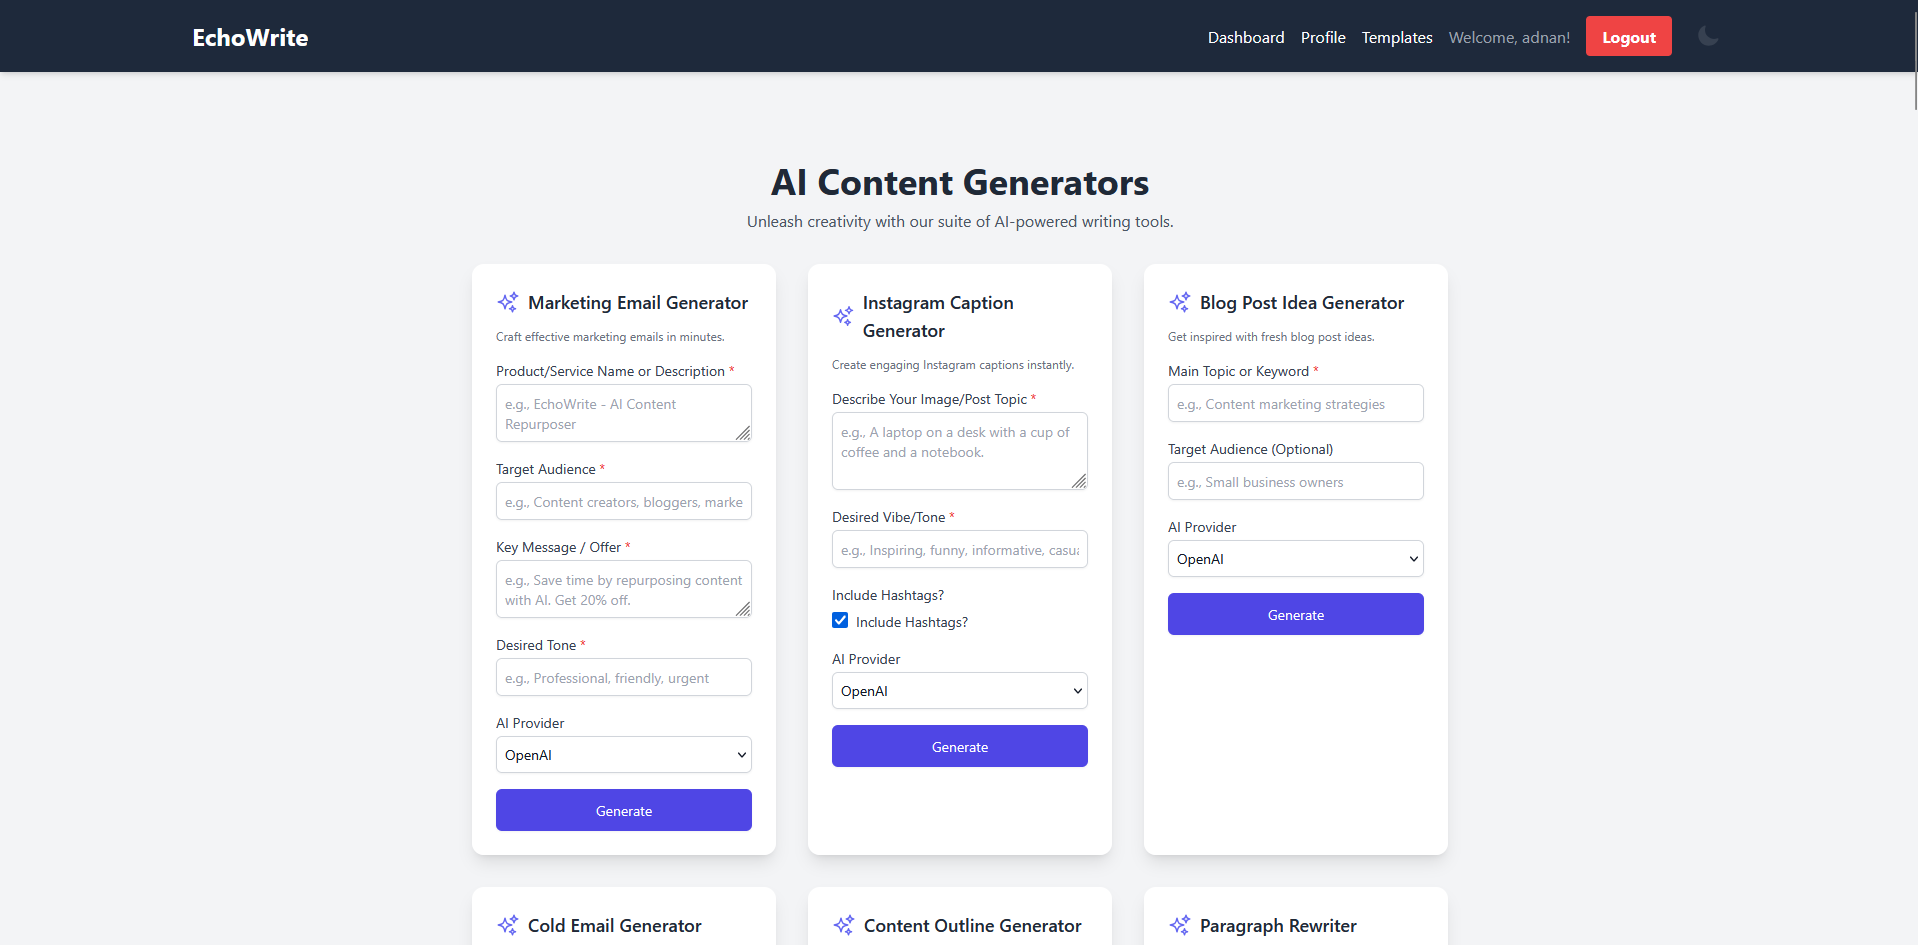 EchoWrite
Dashboard Profile Templates Welcome, adnan! Logout
AI Content Generators
Unleash creativity with our suite of AI-powered writing tools.
Marketing Email Generator
Craft effective marketing emails in minutes.
Product/Service Name or Description *
e.g., EchoWrite - AI Content
Repurposer
Target Audience *
e.g., Content creators, bloggers, marke
Key Message / Offer *
e.g., Save time by repurposing content
with AI. Get 20% off.
Desired Tone *
e.g., Professional, friendly, urgent
AI Provider
OpenAI
Generate
Instagram Caption
Generator
Create engaging Instagram captions instantly.
Describe Your Image/Post Topic *
e.g., A laptop on a desk with a cup of
coffee and a notebook.
Desired Vibe/Tone *
e.g., Inspiring, funny, informative, casua
Include Hashtags?
Include Hashtags?
AI Provider
OpenAI
Generate
Blog Post Idea Generator
Get inspired with fresh blog post ideas.
Main Topic or Keyword *
e.g., Content marketing strategies
Target Audience (Optional)
e.g., Small business owners
AI Provider
OpenAI
Generate
Cold Email Generator
Content Outline Generator
Paragraph Rewriter